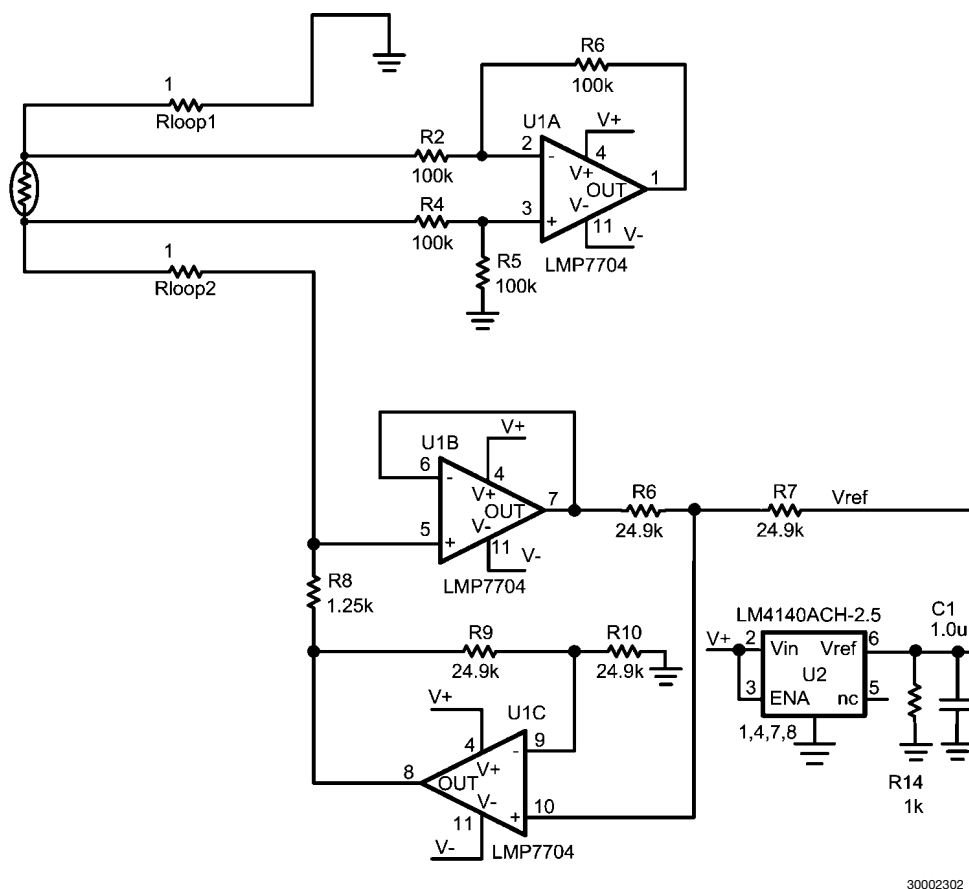 R6
100k
1
Rloop1
U1A
V+
R2
100k
2
-
4
V+
OUT
1
R4
100k
3
+
V-
11
V-
LMP7704
1
Rloop2
R5
100k
U1B
V+
6
-
4
V+
OUT
7
R6
24.9k
R7
24.9k
Vref
5
+
V-
11
V-
LMP7704
R8
1.25k
R9
24.9k
R10
24.9k
LM4140ACH-2.5
V+
2
Vin
Vref
6
U2
3
ENA
nc
5
1,4,7,8
C1
1.0u
R14
1k
V+
U1C
4
-
9
V+
8
OUT
V-
11
+
10
V-
LMP7704
30002302